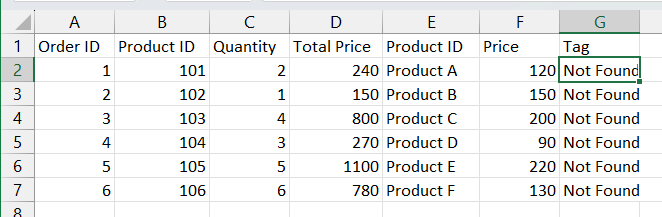 A B C D E F G
1 Order ID Product ID Quantity Total Price Product ID Price Tag
2 1 101 2 240 Product A 120 Not Found
3 2 102 1 150 Product B 150 Not Found
4 3 103 4 800 Product C 200 Not Found
5 4 104 3 270 Product D 90 Not Found
6 5 105 5 1100 Product E 220 Not Found
7 6 106 6 780 Product F 130 Not Found
8